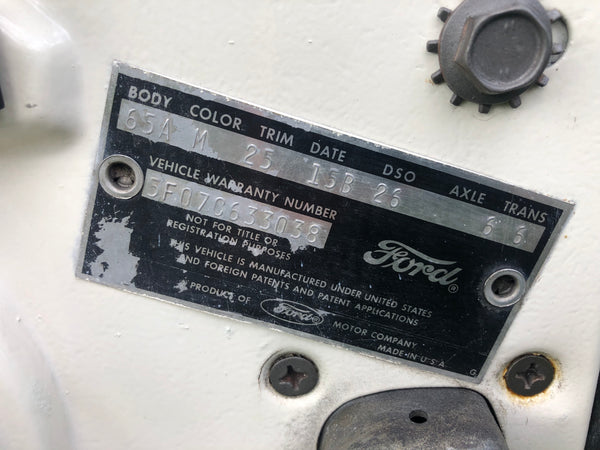 BODY COLOR TRIM DATE DSO AXLE TRANS
65A M 25 15B 26 6 6
VEHICLE WARRANTY NUMBER
5F07C633038
NOT FOR TITLE OR
REGISTRATION PURPOSES
Ford®
THIS VEHICLE IS MANUFACTURED UNDER UNITED STATES
AND FOREIGN PATENTS AND PATENT APPLICATIONS
PRODUCT OF Ford MOTOR COMPANY
MADE·IN U·S·A G